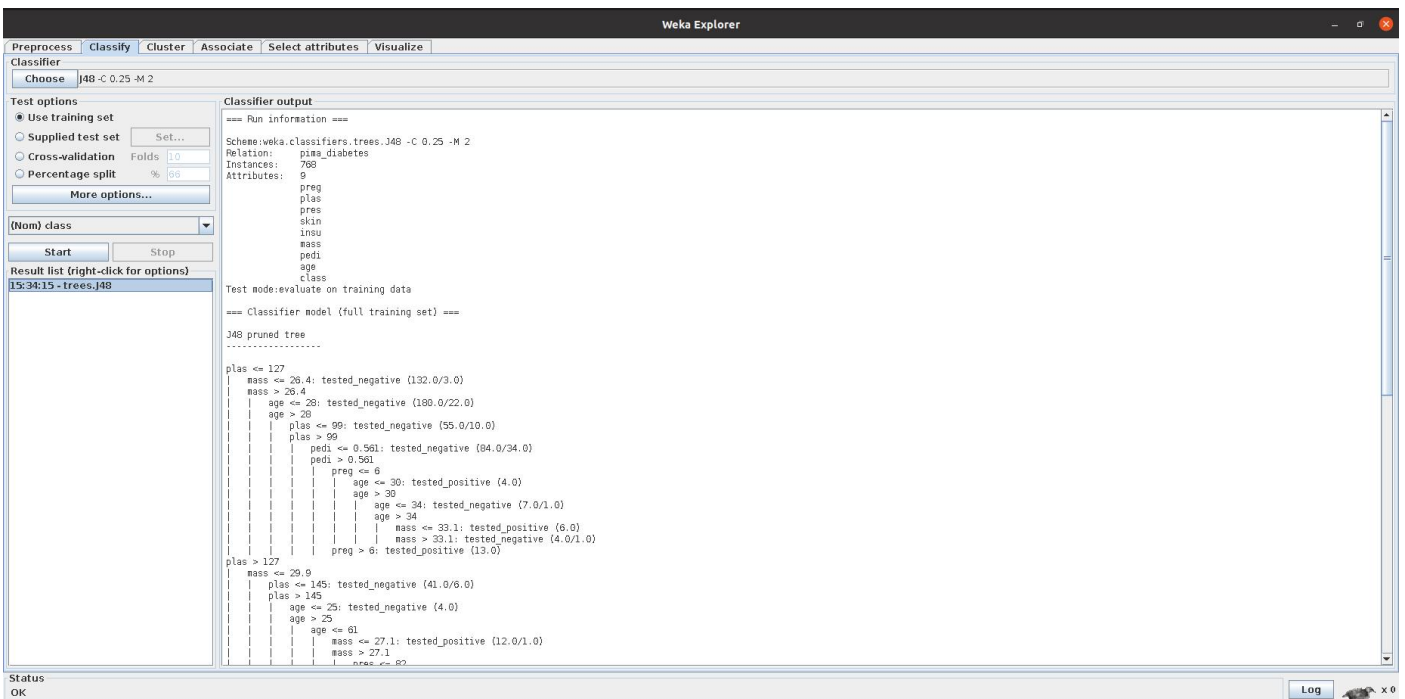 Weka Explorer
Preprocess Classify Cluster Associate Select attributes Visualize
Classifier
Choose J48 -C 0.25 -M 2
Test options
Use training set
Supplied test set Set...
Cross-validation Folds 10
Percentage split % 66
More options...
(Nom) class
Start Stop
Result list (right-click for options)
15:34:15 - trees.J48
Classifier output
=== Run information ===
Scheme:weka.classifiers.trees.J48 -C 0.25 -M 2
Relation: pima_diabetes
Instances: 768
Attributes: 9
preg
plas
pres
skin
insu
mass
pedi
age
class
Test mode:evaluate on training data
=== Classifier model (full training set) ===
J48 pruned tree
------------------
plas <= 127
| mass <= 26.4: tested_negative (132.0/3.0)
| mass > 26.4
| | age <= 28: tested_negative (180.0/22.0)
| | age > 28
| | | plas <= 99: tested_negative (55.0/10.0)
| | | plas > 99
| | | | pedi <= 0.561: tested_negative (84.0/34.0)
| | | | pedi > 0.561
| | | | | preg <= 6
| | | | | | age <= 30: tested_positive (4.0)
| | | | | | age > 30
| | | | | | | age <= 34: tested_negative (7.0/1.0)
| | | | | | | age > 34
| | | | | | | | mass <= 33.1: tested_positive (6.0)
| | | | | | | | mass > 33.1: tested_negative (4.0/1.0)
| | | | | preg > 6: tested_positive (13.0)
plas > 127
| mass <= 29.9
| | plas <= 145: tested_negative (41.0/6.0)
| | plas > 145
| | | age <= 25: tested_negative (4.0)
| | | age > 25
| | | | age <= 61
| | | | | mass <= 27.1: tested_positive (12.0/1.0)
| | | | | mass > 27.1
| | | | | | pres <= 82
Status
OK
Log x 0